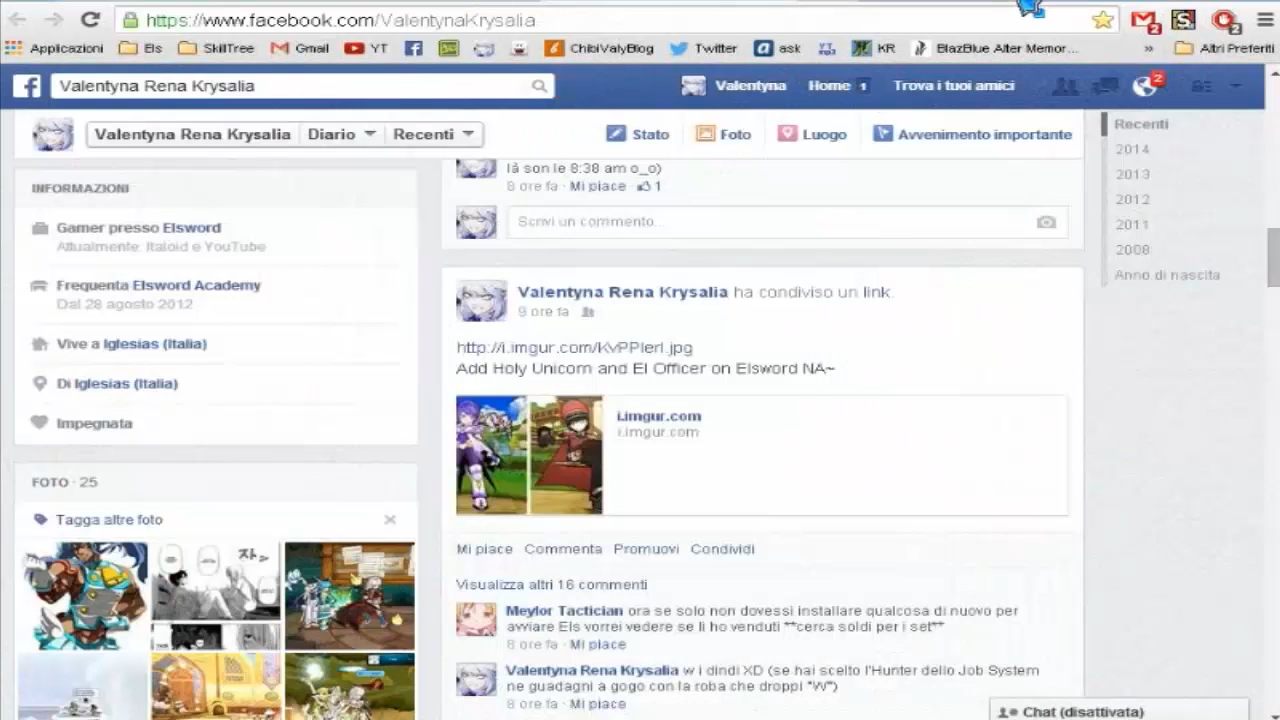 https://www.facebook.com/ValentynaKrysalia
2
2
Applicazioni Els SkillTree Gmail YT ChibiValyBlog Twitter ask KR BlazBlue Alter Memor... » Altri Preferiti
Valentyna Rena Krysalia
Valentyna Home 1 Trova i tuoi amici 2
Valentyna Rena Krysalia Diario Recenti
Stato Foto Luogo Avvenimento importante
Recenti
2014
2013
2012
2011
2008
Anno di nascita
INFORMAZIONI
Gamer presso Elsword
Attualmente: Italoid e YouTube
Frequenta Elsword Academy
Dal 28 agosto 2012
Vive a Iglesias (Italia)
Di Iglesias (Italia)
Impegnata
FOTO · 25
Tagga altre foto
là son le 8:38 am o_o)
8 ore fa · Mi piace 1
Scrivi un commento...
Valentyna Rena Krysalia ha condiviso un link.
9 ore fa
http://i.imgur.com/KvPPIerI.jpg
Add Holy Unicorn and El Officer on Elsword NA~
i.imgur.com
i.imgur.com
Mi piace Commenta Promuovi Condividi
Visualizza altri 16 commenti
Meylor Tactician ora se solo non dovessi installare qualcosa di nuovo per
avviare Els vorrei vedere se li ho venduti **cerca soldi per i set**
8 ore fa · Mi piace
Valentyna Rena Krysalia w i dindi XD (se hai scelto l'Hunter dello Job System
ne guadagni a gogo con la roba che droppi "W")
8 ore fa · Mi piace
Chat (disattivata)